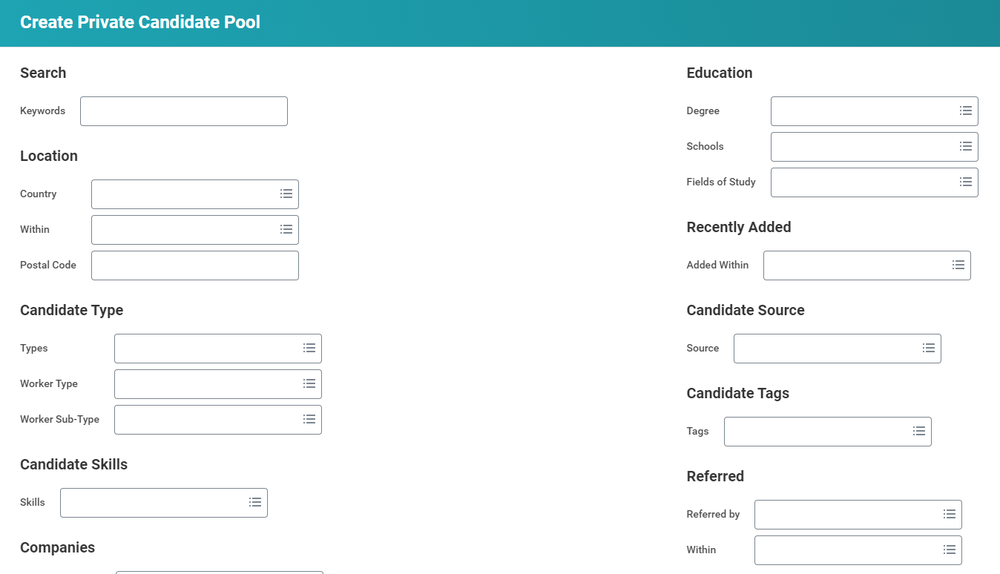 Create Private Candidate Pool
Search
Keywords
Location
Country
Within
Postal Code
Candidate Type
Types
Worker Type
Worker Sub-Type
Candidate Skills
Skills
Companies
Education
Degree
Schools
Fields of Study
Recently Added
Added Within
Candidate Source
Source
Candidate Tags
Tags
Referred
Referred by
Within